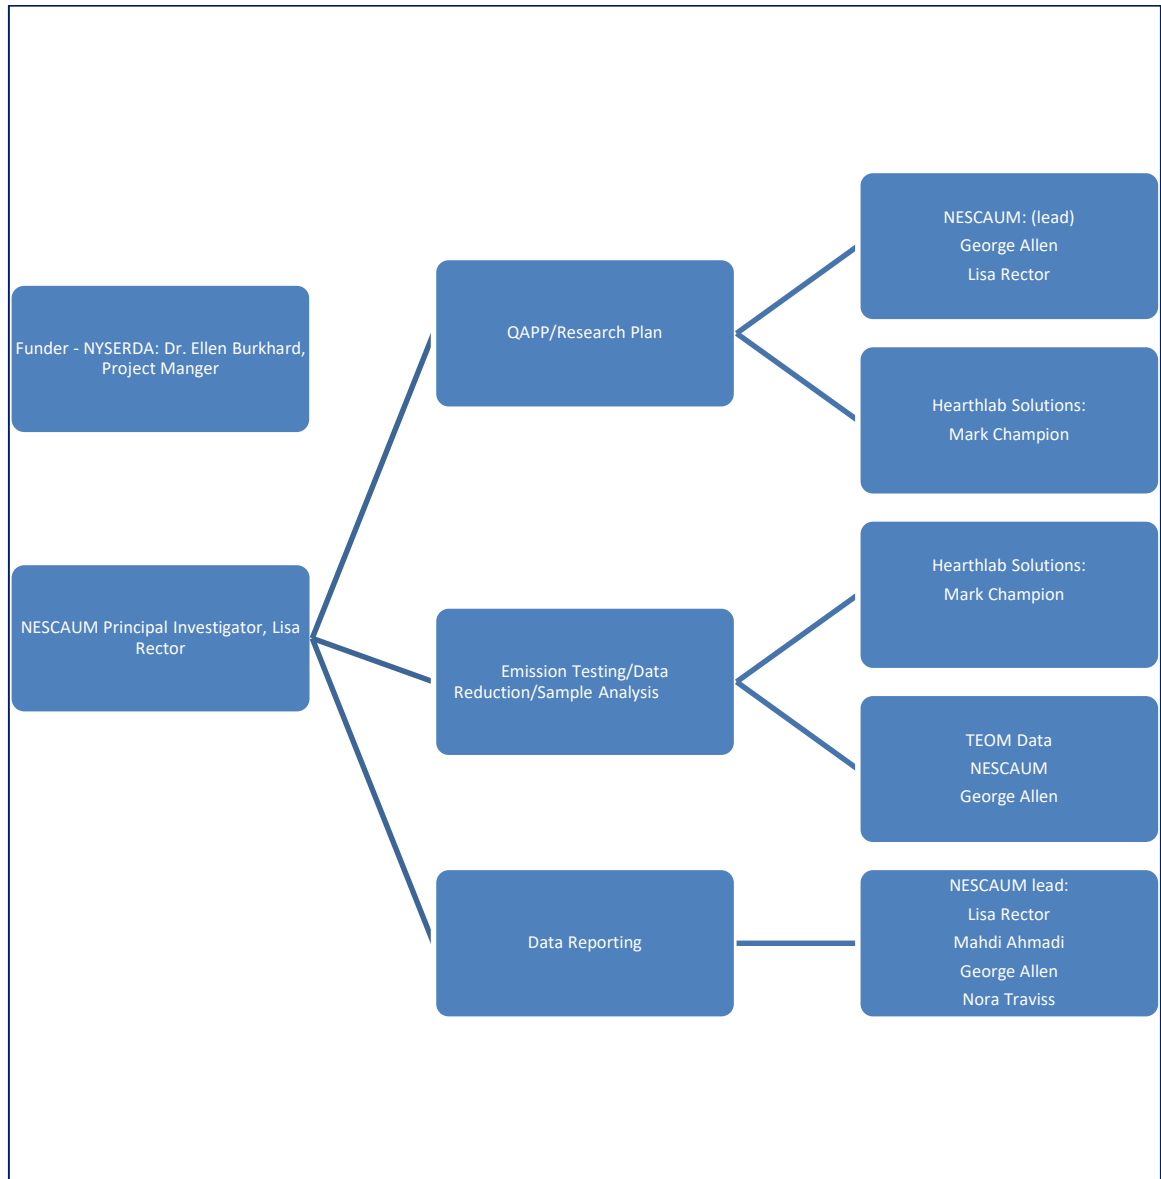 Funder - NYSERDA: Dr. Ellen Burkhard,
Project Manger
NESCAUM Principal Investigator, Lisa
Rector
QAPP/Research Plan
Emission Testing/Data
Reduction/Sample Analysis
Data Reporting
NESCAUM: (lead)
George Allen
Lisa Rector
Hearthlab Solutions:
Mark Champion
Hearthlab Solutions:
Mark Champion
TEOM Data
NESCAUM
George Allen
NESCAUM lead:
Lisa Rector
Mahdi Ahmadi
George Allen
Nora Traviss